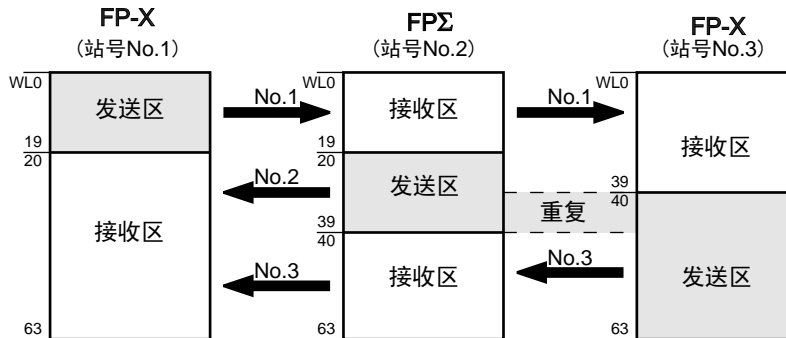 FP-X
(站号No.1)
FPΣ
(站号No.2)
FP-X
(站号No.3)
WL0
发送区
19
20
接收区
63
No.1
No.2
No.3
WL0
接收区
19
20
发送区
39
40
接收区
63
No.1
重复
No.3
WL0
接收区
39
40
发送区
63